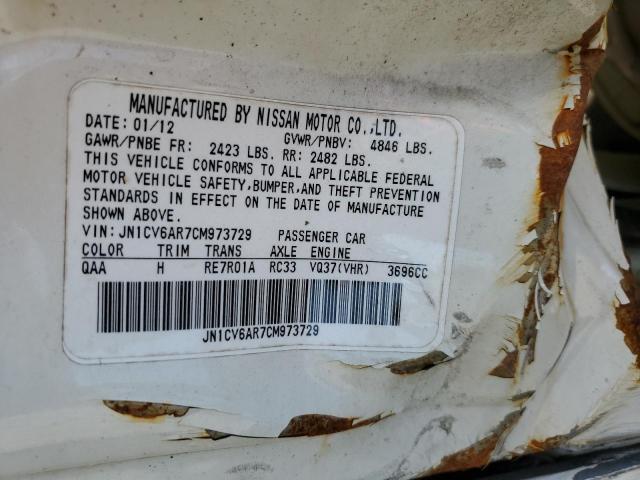 MANUFACTURED BY NISSAN MOTOR CO.,LTD.
DATE: 01/12 GVWR/PNBV: 4846 LBS.
GAWR/PNBE FR: 2423 LBS. RR: 2482 LBS.
THIS VEHICLE CONFORMS TO ALL APPLICABLE FEDERAL
MOTOR VEHICLE SAFETY,BUMPER,AND THEFT PREVENTION
STANDARDS IN EFFECT ON THE DATE OF MANUFACTURE
SHOWN ABOVE.
VIN: JN1CV6AR7CM973729 PASSENGER CAR
COLOR TRIM TRANS AXLE ENGINE
QAA H RE7R01A RC33 VQ37(VHR) 3696CC
JN1CV6AR7CM973729